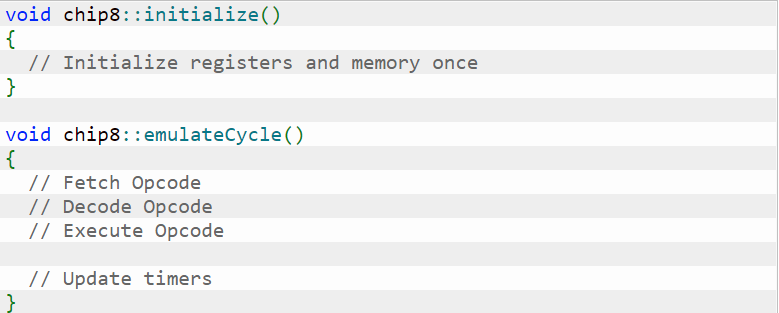 void chip8::initialize()
{
  // Initialize registers and memory once
}

void chip8::emulateCycle()
{
  // Fetch Opcode
  // Decode Opcode
  // Execute Opcode

  // Update timers
}